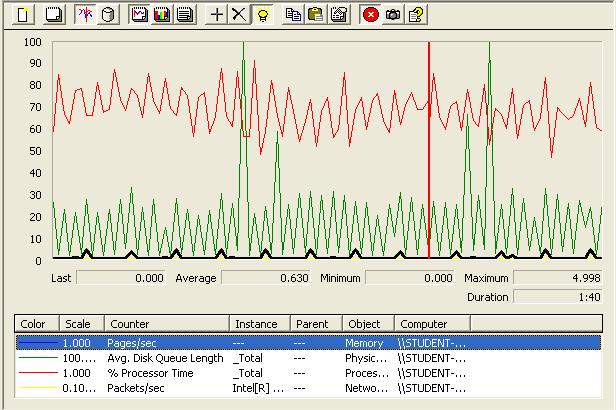 100
90
80
70
60
50
40
30
20
10
0
Last 0.000 Average 0.630 Minimum 0.000 Maximum 4.998
Duration 1:40
Color Scale Counter Instance Parent Object Computer
1.000 Pages/sec --- --- Memory \\STUDENT-...
100.... Avg. Disk Queue Length _Total --- Physic... \\STUDENT-...
1.000 % Processor Time _Total --- Proces... \\STUDENT-...
0.10... Packets/sec Intel[R] ... --- Netwo... \\STUDENT-...